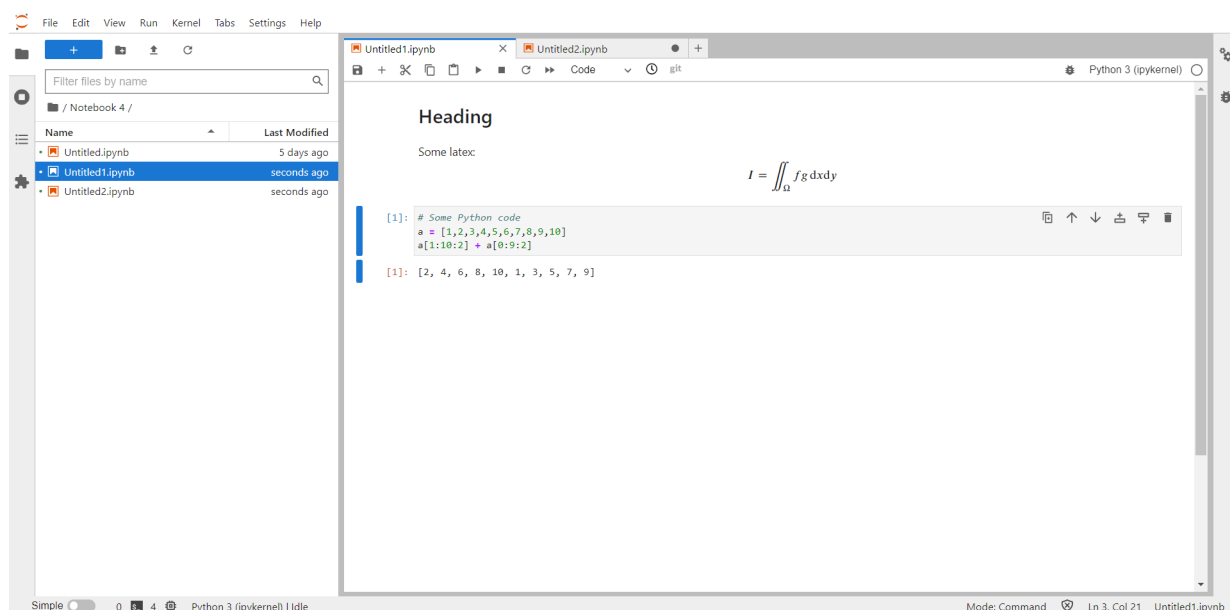 File Edit View Run Kernel Tabs Settings Help
+
Filter files by name
/ Notebook 4 /
Name Last Modified
Untitled.ipynb 5 days ago
Untitled1.ipynb seconds ago
Untitled2.ipynb seconds ago
Untitled1.ipynb × Untitled2.ipynb +
Code git Python 3 (ipykernel)
Heading
Some latex:
I = ∬_Ω f g dxdy
[1]: # Some Python code
a = [1,2,3,4,5,6,7,8,9,10]
a[1:10:2] + a[0:9:2]
[1]: [2, 4, 6, 8, 10, 1, 3, 5, 7, 9]
Simple 0 $_ 4 Python 3 (ipykernel) | Idle Mode: Command Ln 3, Col 21 Untitled1.ipynb